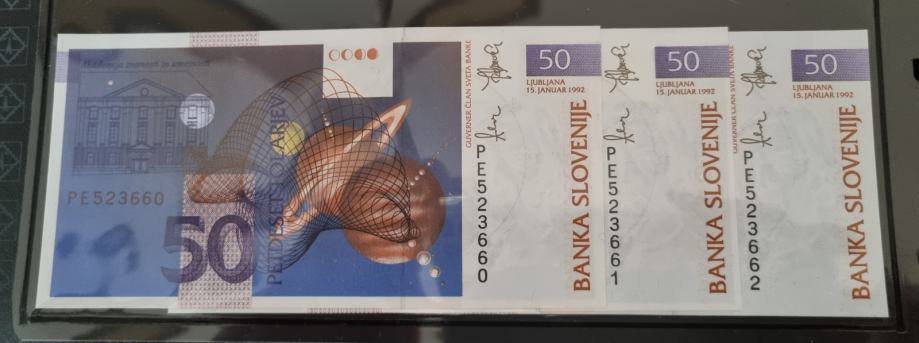 PE523660
50
PETDESET TOLARJEV
GUVERNER ČLAN SVETA BANKE
50
LJUBLJANA
15. JANUAR 1992
PE523660
BANKA SLOVENIJE
50
LJUBLJANA
15. JANUAR 1992
PE523661
BANKA SLOVENIJE
GUVERNER ČLAN SVETA BANKE
50
LJUBLJANA
15. JANUAR 1992
PE523662
BANKA SLOVENIJE